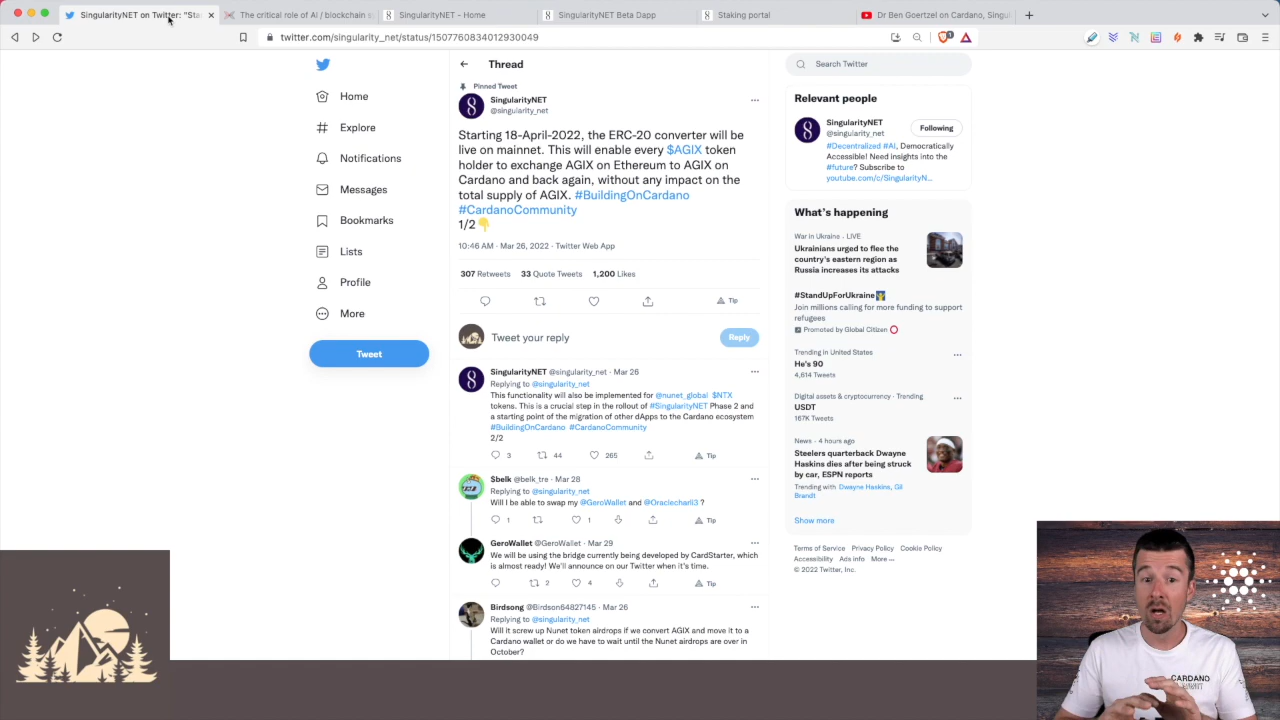 SingularityNET on Twitter: "Sta
The critical role of AI / blockchain s
SingularityNET - Home
SingularityNET Beta Dapp
Staking portal
Dr Ben Goertzel on Cardano, Singul
twitter.com/singularity_net/status/1507760834012930049
Home
Explore
Notifications
Messages
Bookmarks
Lists
Profile
More
Tweet
Thread
Pinned Tweet
SingularityNET
@singularity_net
Starting 18-April-2022, the ERC-20 converter will be
live on mainnet. This will enable every $AGIX token
holder to exchange AGIX on Ethereum to AGIX on
Cardano and back again, without any impact on the
total supply of AGIX. #BuildingOnCardano
#CardanoCommunity
1/2👇
10:46 AM · Mar 26, 2022 · Twitter Web App
307 Retweets 33 Quote Tweets 1,200 Likes
Tip
Tweet your reply
Reply
SingularityNET @singularity_net · Mar 26
Replying to @singularity_net
This functionality will also be implemented for @nunet_global $NTX
tokens. This is a crucial step in the rollout of #SingularityNET Phase 2 and
a starting point of the migration of other dApps to the Cardano ecosystem
#BuildingOnCardano #CardanoCommunity
2/2
3 44 265 Tip
Sbelk @belk_tre · Mar 28
Replying to @singularity_net
Will I be able to swap my @GeroWallet and @Oraclecharli3 ?
1 1 Tip
GeroWallet @GeroWallet · Mar 29
We will be using the bridge currently being developed by CardStarter, which
is almost ready! We'll announce on our Twitter when it's time.
2 4 Tip
Birdsong @Birdson64827145 · Mar 26
Replying to @singularity_net
Will it screw up Nunet token airdrops if we convert AGIX and move it to a
Cardano wallet or do we have to wait until the Nunet airdrops are over in
October?
Search Twitter
Relevant people
SingularityNET
@singularity_net
Following
#Decentralized #AI, Democratically
Accessible! Need insights into the
#future? Subscribe to
youtube.com/c/SingularityN...
What's happening
War in Ukraine · LIVE
Ukrainians urged to flee the
country's eastern region as
Russia increases its attacks
#StandUpForUkraine
Join millions calling for more funding to support
refugees
Promoted by Global Citizen
Trending in United States
He's 90
4,614 Tweets
Digital assets & cryptocurrency · Trending
USDT
167K Tweets
News · 4 hours ago
Steelers quarterback Dwayne
Haskins dies after being struck
by car, ESPN reports
Trending with Dwayne Haskins, Gil
Brandt
Show more
Terms of Service Privacy Policy Cookie Policy
Accessibility Ads info More ···
© 2022 Twitter, Inc.
CARDANO